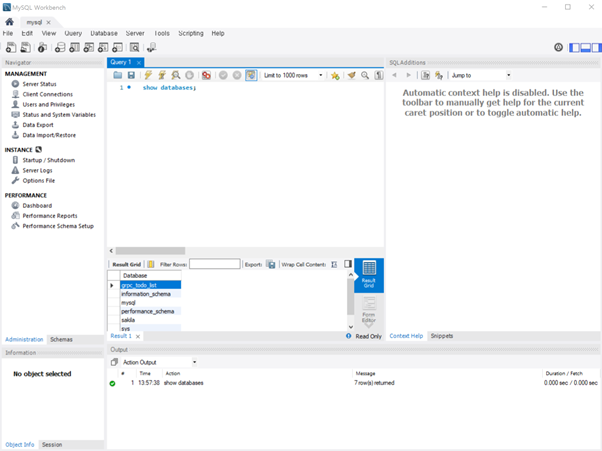 MySQL Workbench
mysql
File Edit View Query Database Server Tools Scripting Help
Navigator
MANAGEMENT
Server Status
Client Connections
Users and Privileges
Status and System Variables
Data Export
Data Import/Restore
INSTANCE
Startup / Shutdown
Server Logs
Options File
PERFORMANCE
Dashboard
Performance Reports
Performance Schema Setup
Administration Schemas
Information
No object selected
Object Info Session
Query 1
Limit to 1000 rows
1 show databases;
Result Grid Filter Rows: Export: Wrap Cell Content:
Database
grpc_todo_list
information_schema
mysql
performance_schema
sakila
sys
Result Grid
Form Editor
Result 1 Read Only
SQLAdditions
Jump to
Automatic context help is disabled. Use the
toolbar to manually get help for the current
caret position or to toggle automatic help.
Context Help Snippets
Output
Action Output
# Time Action Message Duration / Fetch
1 13:57:38 show databases 7 row(s) returned 0.000 sec / 0.000 sec